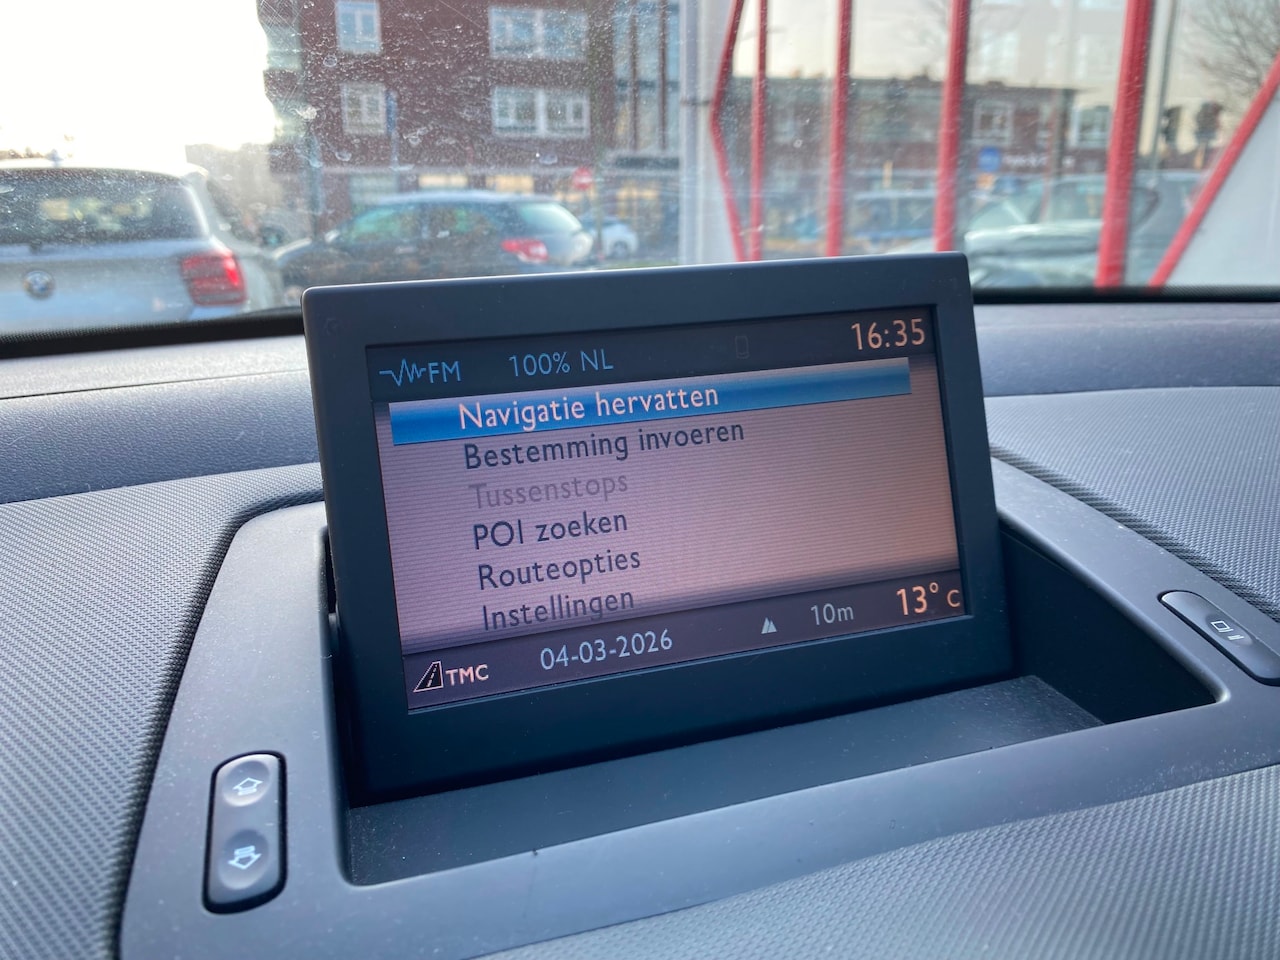 FM 100% NL 16:35
Navigatie hervatten
Bestemming invoeren
Tussenstops
POI zoeken
Routeopties
Instellingen
TMC 04-03-2026 10m 13° C